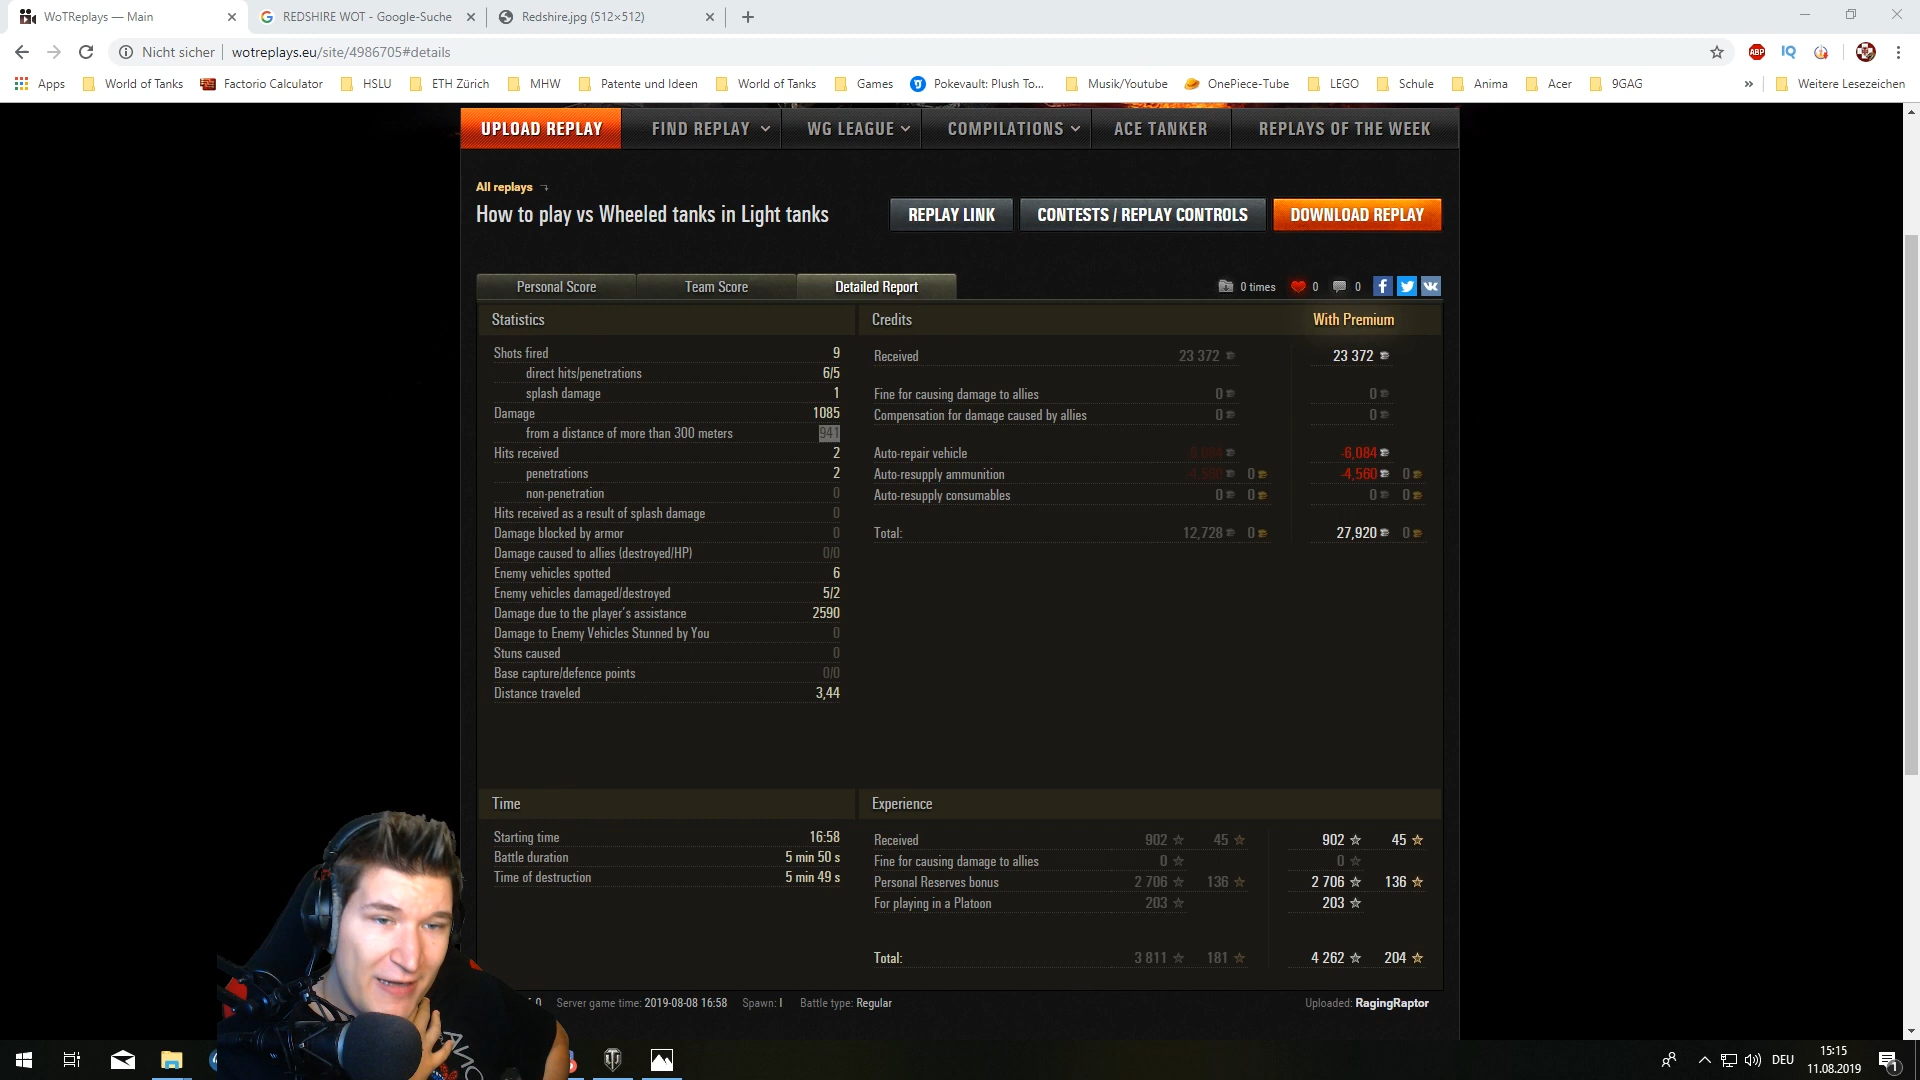 WoTReplays — Main
REDSHIRE WOT - Google-Suche
Redshire.jpg (512×512)
Nicht sicher
wotreplays.eu/site/4986705#details
ABP
IQ
Apps
World of Tanks
Factorio Calculator
HSLU
ETH Zürich
MHW
Patente und Ideen
World of Tanks
Games
Pokevault: Plush To...
Musik/Youtube
OnePiece-Tube
LEGO
Schule
Anima
Acer
9GAG
»
Weitere Lesezeichen
UPLOAD REPLAY
FIND REPLAY
WG LEAGUE
COMPILATIONS
ACE TANKER
REPLAYS OF THE WEEK
All replays
How to play vs Wheeled tanks in Light tanks
REPLAY LINK
CONTESTS / REPLAY CONTROLS
DOWNLOAD REPLAY
Personal Score
Team Score
Detailed Report
0 times
0
0
Statistics
Shots fired 9
direct hits/penetrations 6/5
splash damage 1
Damage 1085
from a distance of more than 300 meters 941
Hits received 2
penetrations 2
non-penetration 0
Hits received as a result of splash damage 0
Damage blocked by armor 0
Damage caused to allies (destroyed/HP) 0/0
Enemy vehicles spotted 6
Enemy vehicles damaged/destroyed 5/2
Damage due to the player's assistance 2590
Damage to Enemy Vehicles Stunned by You 0
Stuns caused 0
Base capture/defence points 0/0
Distance traveled 3,44
Credits With Premium
Received 23 372 23 372
Fine for causing damage to allies 0 0
Compensation for damage caused by allies 0 0
Auto-repair vehicle -6,084 -6,084
Auto-resupply ammunition -4,560 0 -4,560 0
Auto-resupply consumables 0 0 0 0
Total: 12,728 0 27,920 0
Time
Starting time 16:58
Battle duration 5 min 50 s
Time of destruction 5 min 49 s
Experience
Received 902 45 902 45
Fine for causing damage to allies 0 0
Personal Reserves bonus 2 706 136 2 706 136
For playing in a Platoon 203 203
Total: 3 811 181 4 262 204
Server game time: 2019-08-08 16:58 Spawn: I Battle type: Regular
Uploaded: RagingRaptor
DEU
15:15
11.08.2019
1